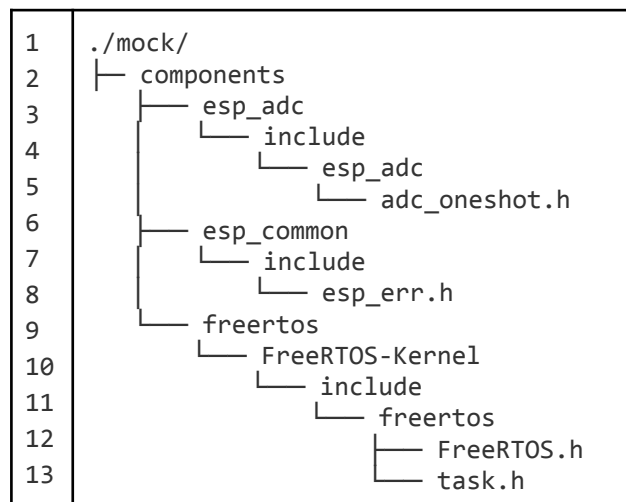 1 ./mock/
2 ├── components
3 ├── esp_adc
4 │ └── include
5 │ └── esp_adc
6 │ └── adc_oneshot.h
7 ├── esp_common
8 │ └── include
9 │ └── esp_err.h
10 └── freertos
11 └── FreeRTOS-Kernel
12 └── include
13 └── freertos
├── FreeRTOS.h
└── task.h